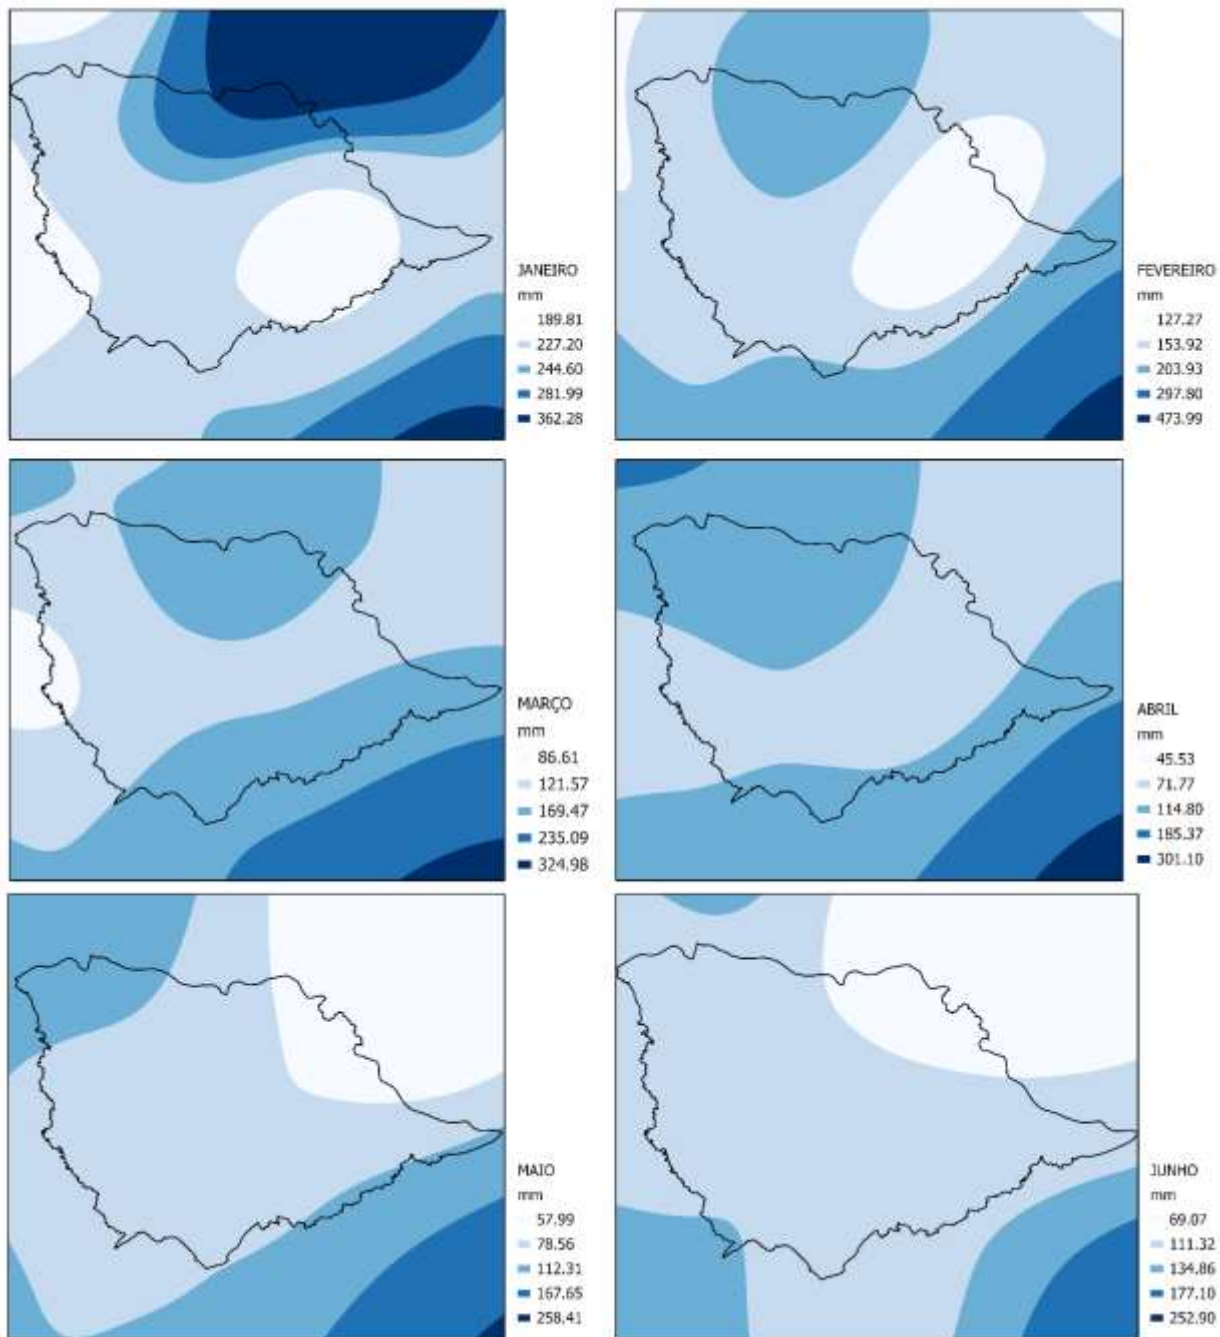 JANEIRO
mm
189.81
227.20
244.60
281.99
362.28
FEVEREIRO
mm
127.27
153.92
203.93
297.80
473.99
MARÇO
mm
86.61
121.57
169.47
235.09
324.98
ABRIL
mm
45.53
71.77
114.80
185.37
301.10
MAIO
mm
57.99
78.56
112.31
167.65
258.41
JUNHO
mm
69.07
111.32
134.86
177.10
252.90